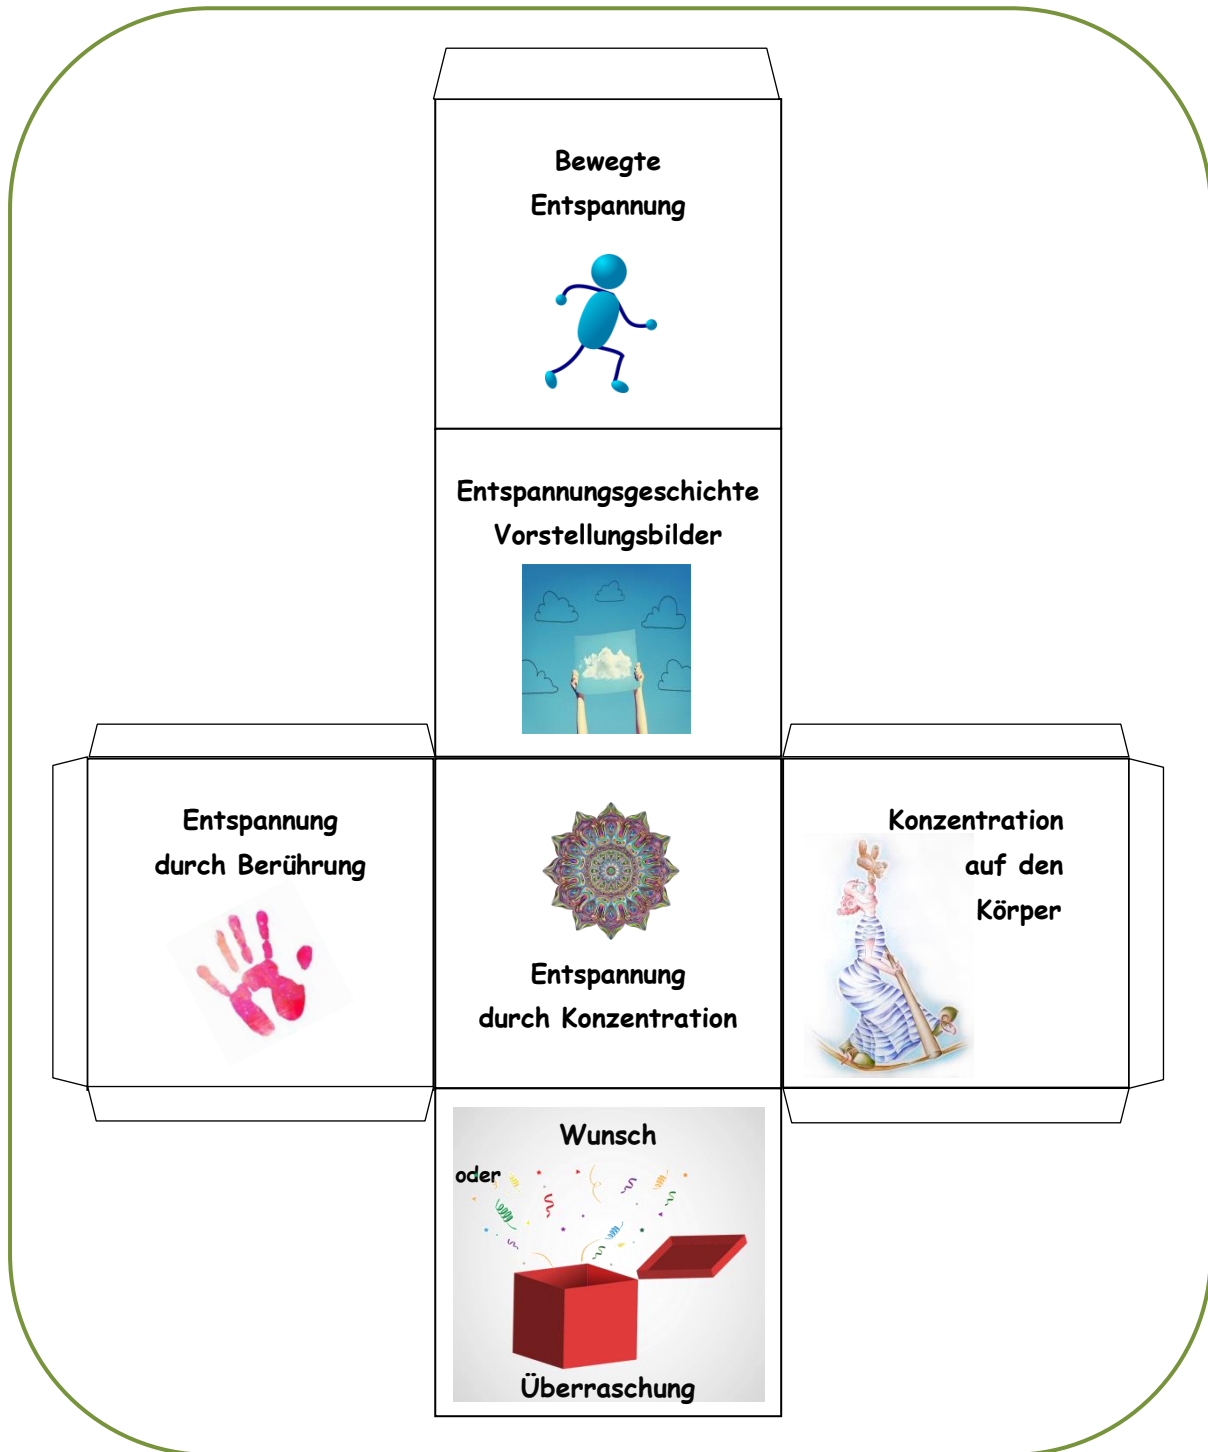 Bewegte
Entspannung
Entspannungsgeschichte
Vorstellungsbilder
Entspannung
durch Berührung
Entspannung
durch Konzentration
Konzentration
auf den
Körper
Wunsch
oder
Überraschung